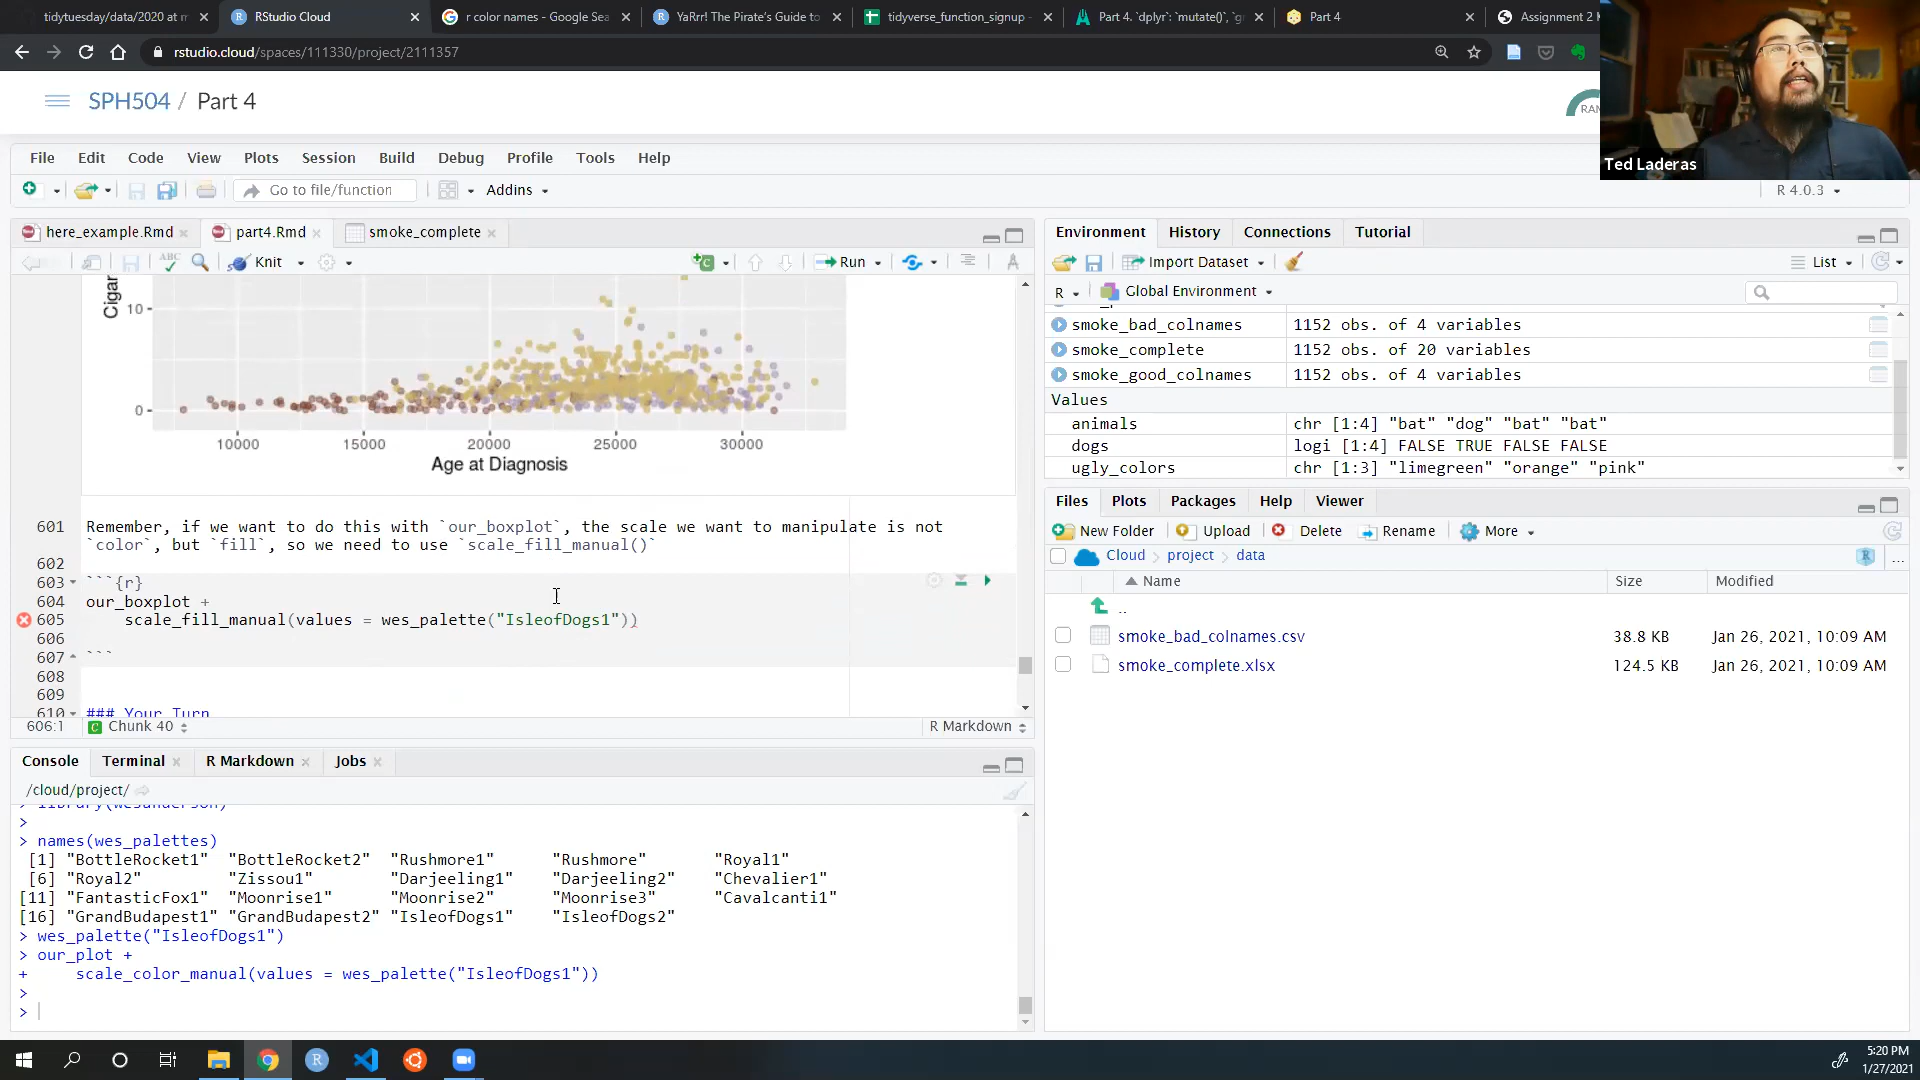 tidytuesday/data/2020 at m
RStudio Cloud
r color names - Google Sea
YaRrr! The Pirate's Guide to
tidyverse_function_signup -
Part 4. `dplyr`: `mutate()`, `g
Part 4
Assignment 2
rstudio.cloud/spaces/111330/project/2111357
SPH504 / Part 4
RAM
Ted Laderas
File Edit Code View Plots Session Build Debug Profile Tools Help
Go to file/function
Addins
R 4.0.3
here_example.Rmd
part4.Rmd
smoke_complete
ABC
Knit
Run
Cigar
10
0
10000 15000 20000 25000 30000
Age at Diagnosis
601 Remember, if we want to do this with `our_boxplot`, the scale we want to manipulate is not
`color`, but `fill`, so we need to use `scale_fill_manual()`
602
603 ```{r}
604 our_boxplot +
605 scale_fill_manual(values = wes_palette("IsleofDogs1"))
606
607 ```
608
609
610 ### Your Turn
606:1 Chunk 40 R Markdown
Console Terminal R Markdown Jobs
/cloud/project/
> library(wesanderson)
>
> names(wes_palettes)
[1] "BottleRocket1" "BottleRocket2" "Rushmore1" "Rushmore" "Royal1"
[6] "Royal2" "Zissou1" "Darjeeling1" "Darjeeling2" "Chevalier1"
[11] "FantasticFox1" "Moonrise1" "Moonrise2" "Moonrise3" "Cavalcanti1"
[16] "GrandBudapest1" "GrandBudapest2" "IsleofDogs1" "IsleofDogs2"
> wes_palette("IsleofDogs1")
> our_plot +
+ scale_color_manual(values = wes_palette("IsleofDogs1"))
>
>
Environment History Connections Tutorial
Import Dataset
List
R Global Environment
smoke_bad_colnames 1152 obs. of 4 variables
smoke_complete 1152 obs. of 20 variables
smoke_good_colnames 1152 obs. of 4 variables
Values
animals chr [1:4] "bat" "dog" "bat" "bat"
dogs logi [1:4] FALSE TRUE FALSE FALSE
ugly_colors chr [1:3] "limegreen" "orange" "pink"
Files Plots Packages Help Viewer
New Folder Upload Delete Rename More
Cloud project data
Name Size Modified
..
smoke_bad_colnames.csv 38.8 KB Jan 26, 2021, 10:09 AM
smoke_complete.xlsx 124.5 KB Jan 26, 2021, 10:09 AM
5:20 PM
1/27/2021